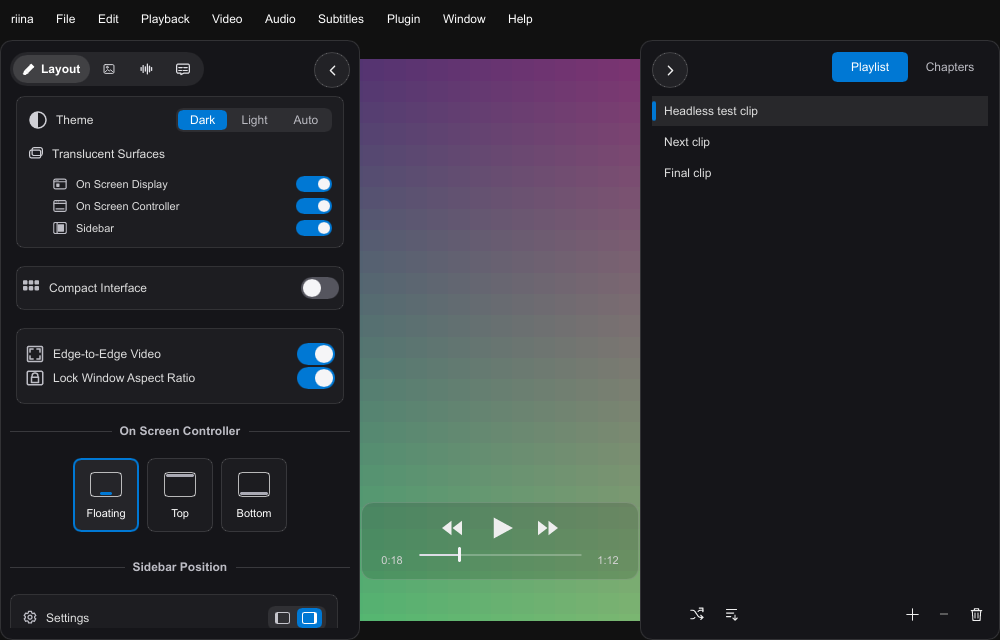 riina File Edit Playback Video Audio Subtitles Plugin Window Help
Layout
Theme Dark Light Auto
Translucent Surfaces
On Screen Display
On Screen Controller
Sidebar
Compact Interface
Edge-to-Edge Video
Lock Window Aspect Ratio
On Screen Controller
Floating Top Bottom
Sidebar Position
Settings
0:18 1:12
Playlist Chapters
Headless test clip
Next clip
Final clip